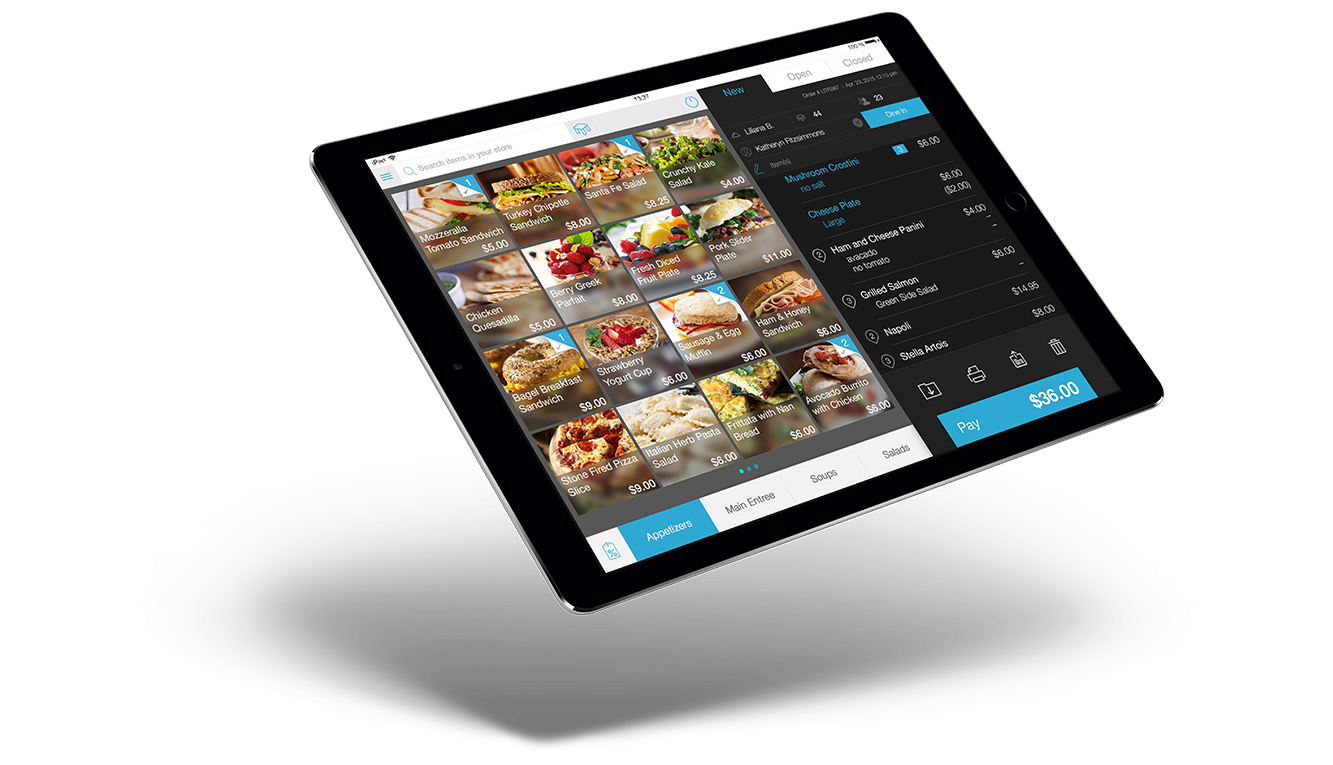 iPad
13:37
100 %
Search items in your store
Mozzeralla
Tomato Sandwich
$5.00
1
Turkey Chipotle
Sandwich
$8.00
Santa Fe Salad
$8.25
1
Crunchy Kale
Salad
$4.00
Chicken
Quesadilla
$5.00
Berry Greek
Parfait
$8.00
Fresh Diced
Fruit Plate
$8.25
Pork Slider
Plate
$11.00
Bagel Breakfast
Sandwich
$9.00
1
Strawberry
Yogurt Cup
$6.00
Sausage & Egg
Muffin
$6.00
2
Ham & Honey
Sandwich
$6.00
Stone Fired Pizza
Slice
$9.00
Italian Herb Pasta
Salad
$6.00
Frittata with Nan
Bread
$6.00
Avocado Burrito
with Chicken
$6.00
2
Appetizers
Main Entree
Soups
Salads
New
Open
Closed
Apr. 23, 2015 12:15 pm
Liliana B.
44
23
Katheryn Fitzsimmons
Dine In
Item(s)
Mushroom Crostini
3
$6.00
no salt
Cheese Plate
$6.00
Large
($2.00)
2
Ham and Cheese Panini
$4.00
avocado
–
no tomato
3
Grilled Salmon
$6.00
Green Side Salad
–
2
Napoli
$14.95
3
Stella Artois
$8.00
Pay
$36.00